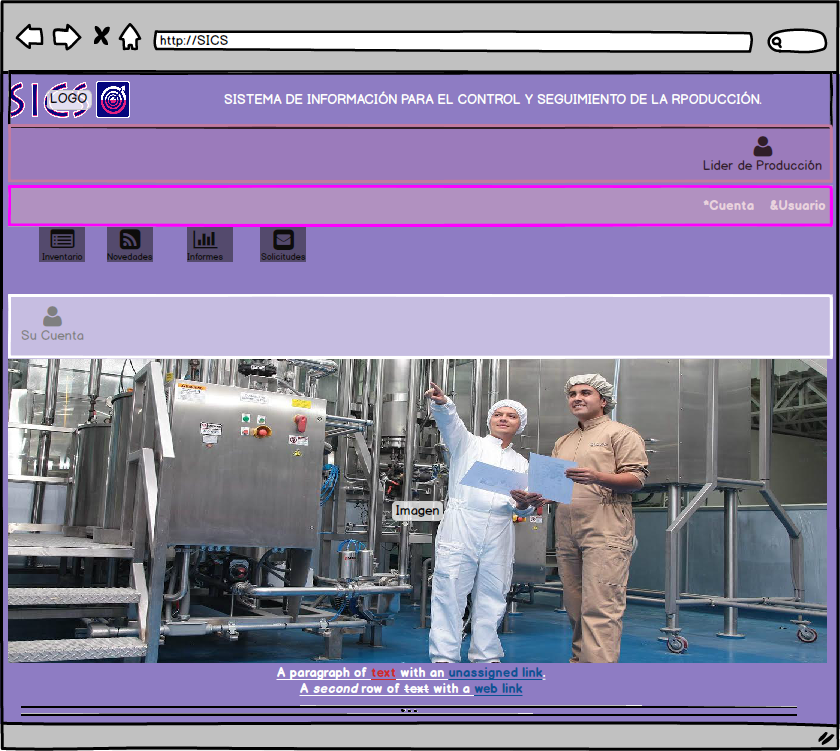 http://SICS
SICS
LOGO
SISTEMA DE INFORMACIÓN PARA EL CONTROL Y SEGUIMIENTO DE LA RPODUCCIÓN.
Lider de Producción
*Cuenta &Usuario
Inventario Novedades Informes Solicitudes
Su Cuenta
Imagen
A paragraph of text with an unassigned link.
A second row of text with a web link